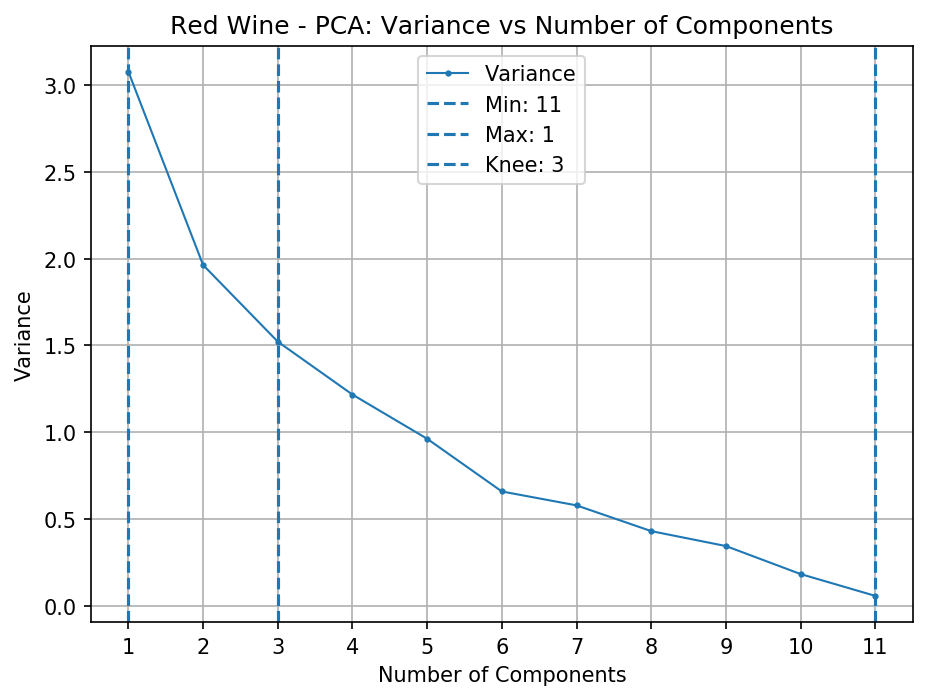 Red Wine - PCA: Variance vs Number of Components
Variance
Min: 11
Max: 1
Knee: 3
3.0
2.5
2.0
1.5
1.0
0.5
0.0
Variance
1 2 3 4 5 6 7 8 9 10 11
Number of Components